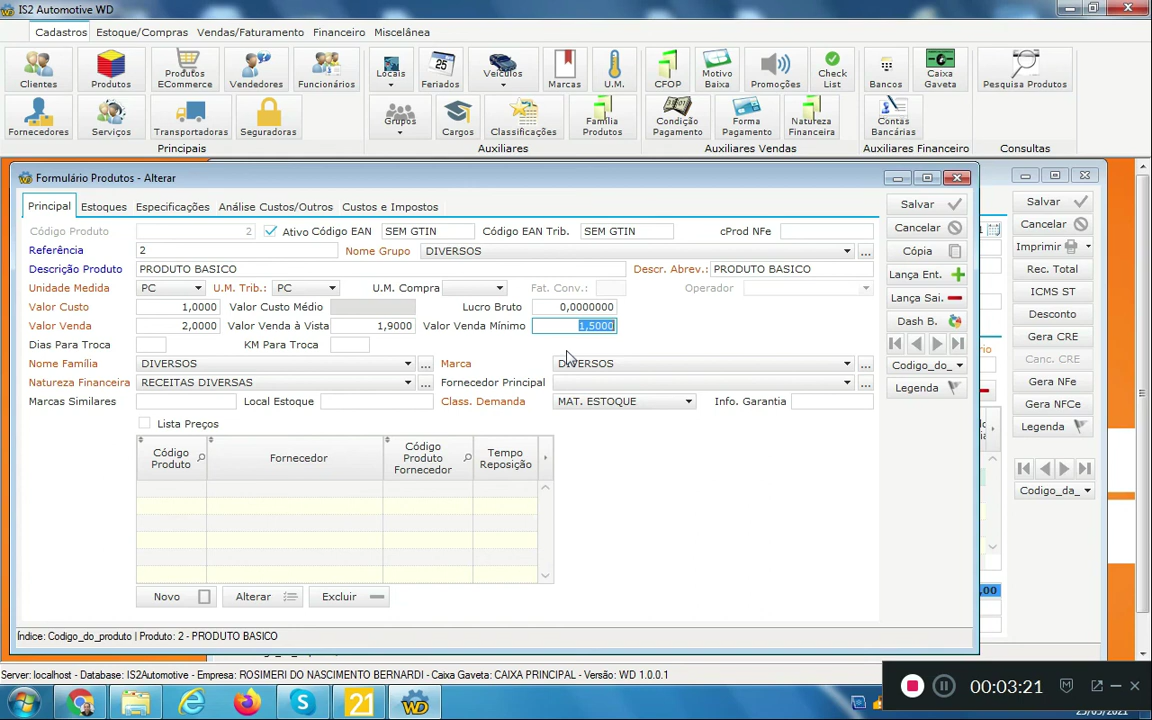 IS2 Automotive WD
Cadastros Estoque/Compras Vendas/Faturamento Financeiro Miscelânea
Clientes Produtos Produtos ECommerce Vendedores Funcionários Locais Feriados Veículos Marcas U.M. CFOP Motivo Baixa Promoções Check List Bancos Caixa Gaveta Pesquisa Produtos
Fornecedores Serviços Transportadoras Seguradoras Grupos Cargos Classificações Família Produtos Condição Pagamento Forma Pagamento Natureza Financeira Contas Bancárias
Principais Auxiliares Auxiliares Vendas Auxiliares Financeiro Consultas
Formulário Produtos - Alterar
Principal Estoques Especificações Análise Custos/Outros Custos e Impostos
Código Produto 2 Ativo Código EAN SEM GTIN Código EAN Trib. SEM GTIN cProd NFe
Referência 2 Nome Grupo DIVERSOS ...
Descrição Produto PRODUTO BASICO Descr. Abrev.: PRODUTO BASICO
Unidade Medida PC U.M. Trib.: PC U.M. Compra Fat. Conv.: Operador
Valor Custo 1,0000 Valor Custo Médio Lucro Bruto 0,0000000
Valor Venda 2,0000 Valor Venda à Vista 1,9000 Valor Venda Mínimo 1,5000
Dias Para Troca KM Para Troca
Nome Família DIVERSOS ... Marca DIVERSOS ...
Natureza Financeira RECEITAS DIVERSAS ... Fornecedor Principal ...
Marcas Similares Local Estoque Class. Demanda MAT. ESTOQUE Info. Garantia
Lista Preços
Código Produto Fornecedor Código Produto Fornecedor Tempo Reposição
Novo Alterar Excluir
Índice: Codigo_do_produto | Produto: 2 - PRODUTO BASICO
Salvar
Cancelar
Cópia
Lança Ent.
Lança Sai.
Dash B.
Codigo_do_
Legenda
Salvar
Cancelar
Imprimir
Rec. Total
ICMS ST
Desconto
Gerar CRE
Canc. CRE
Gera NFe
Gera NFCe
Legenda
Codigo_da_
,00
Server: localhost - Database: IS2Automotive - Empresa: ROSIMERI DO NASCIMENTO BERNARDI - Caixa Gaveta: CAIXA PRINCIPAL - Versão: WD 1.0.0.1
00:03:21